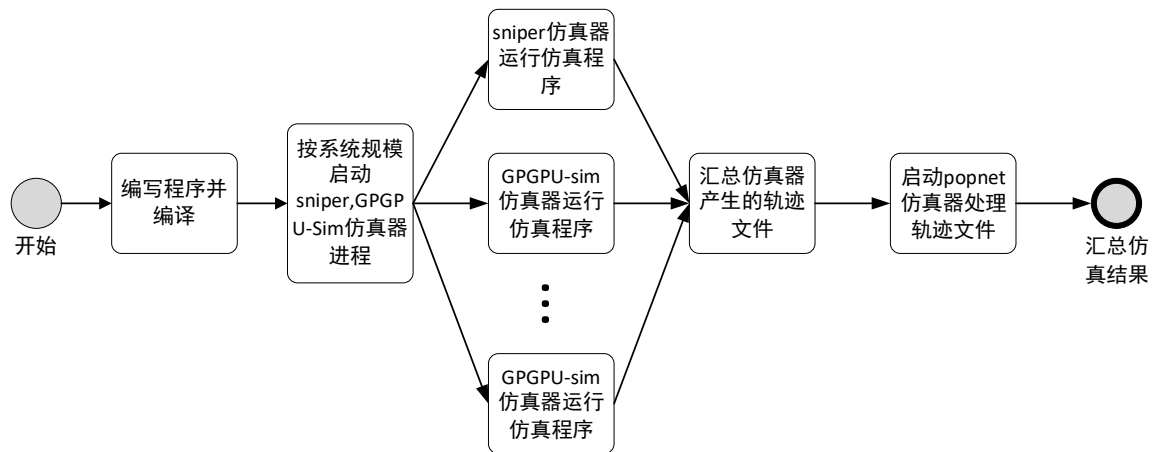 开始
编写程序并
编译
按系统规模
启动
sniper,GPGP
U-Sim仿真器
进程
sniper仿真器
运行仿真程
序
GPGPU-sim
仿真器运行
仿真程序
GPGPU-sim
仿真器运行
仿真程序
汇总仿真器
产生的轨迹
文件
启动popnet
仿真器处理
轨迹文件
汇总仿
真结果